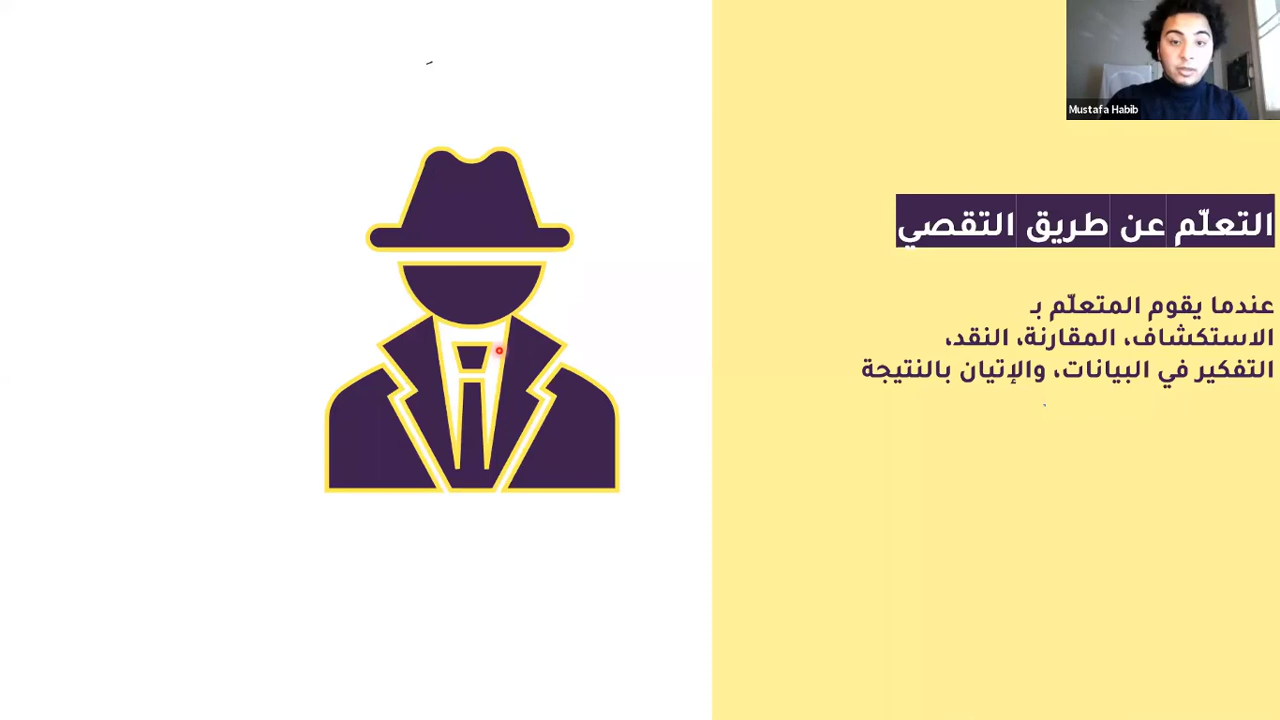 Mustafa Habib
التعلّم عن طريق التقصي
عندما يقوم المتعلّم بـ
الاستكشاف، المقارنة، النقد،
التفكير في البيانات، والإتيان بالنتيجة